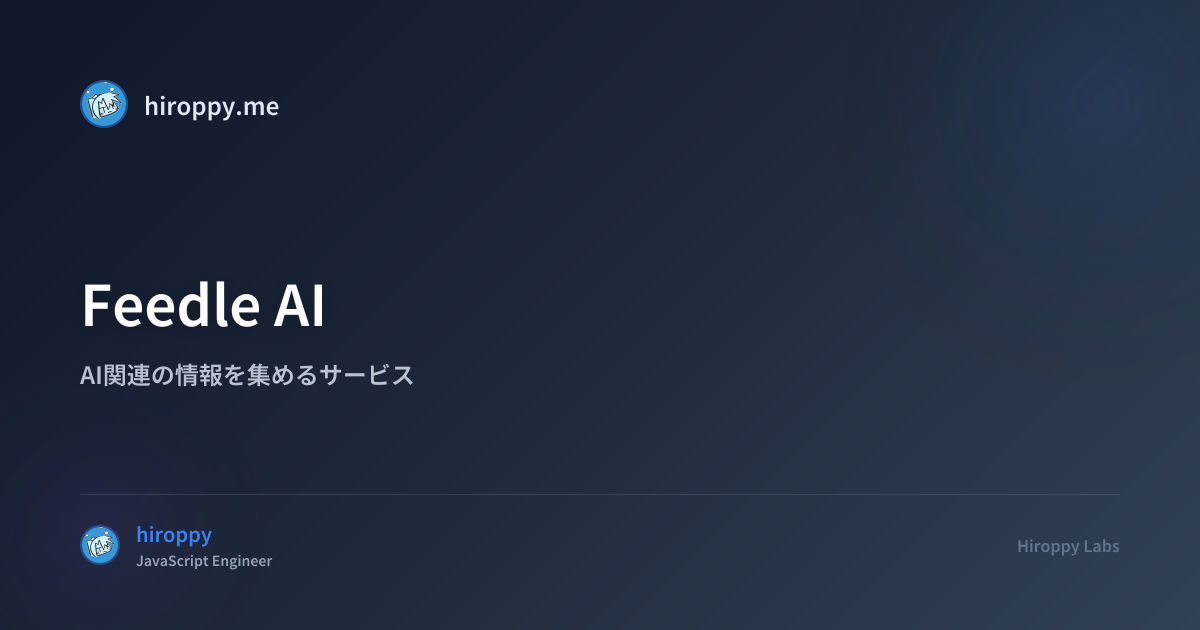 hiroppy.me
Feedle AI
AI関連の情報を集めるサービス
hiroppy
JavaScript Engineer
Hiroppy Labs